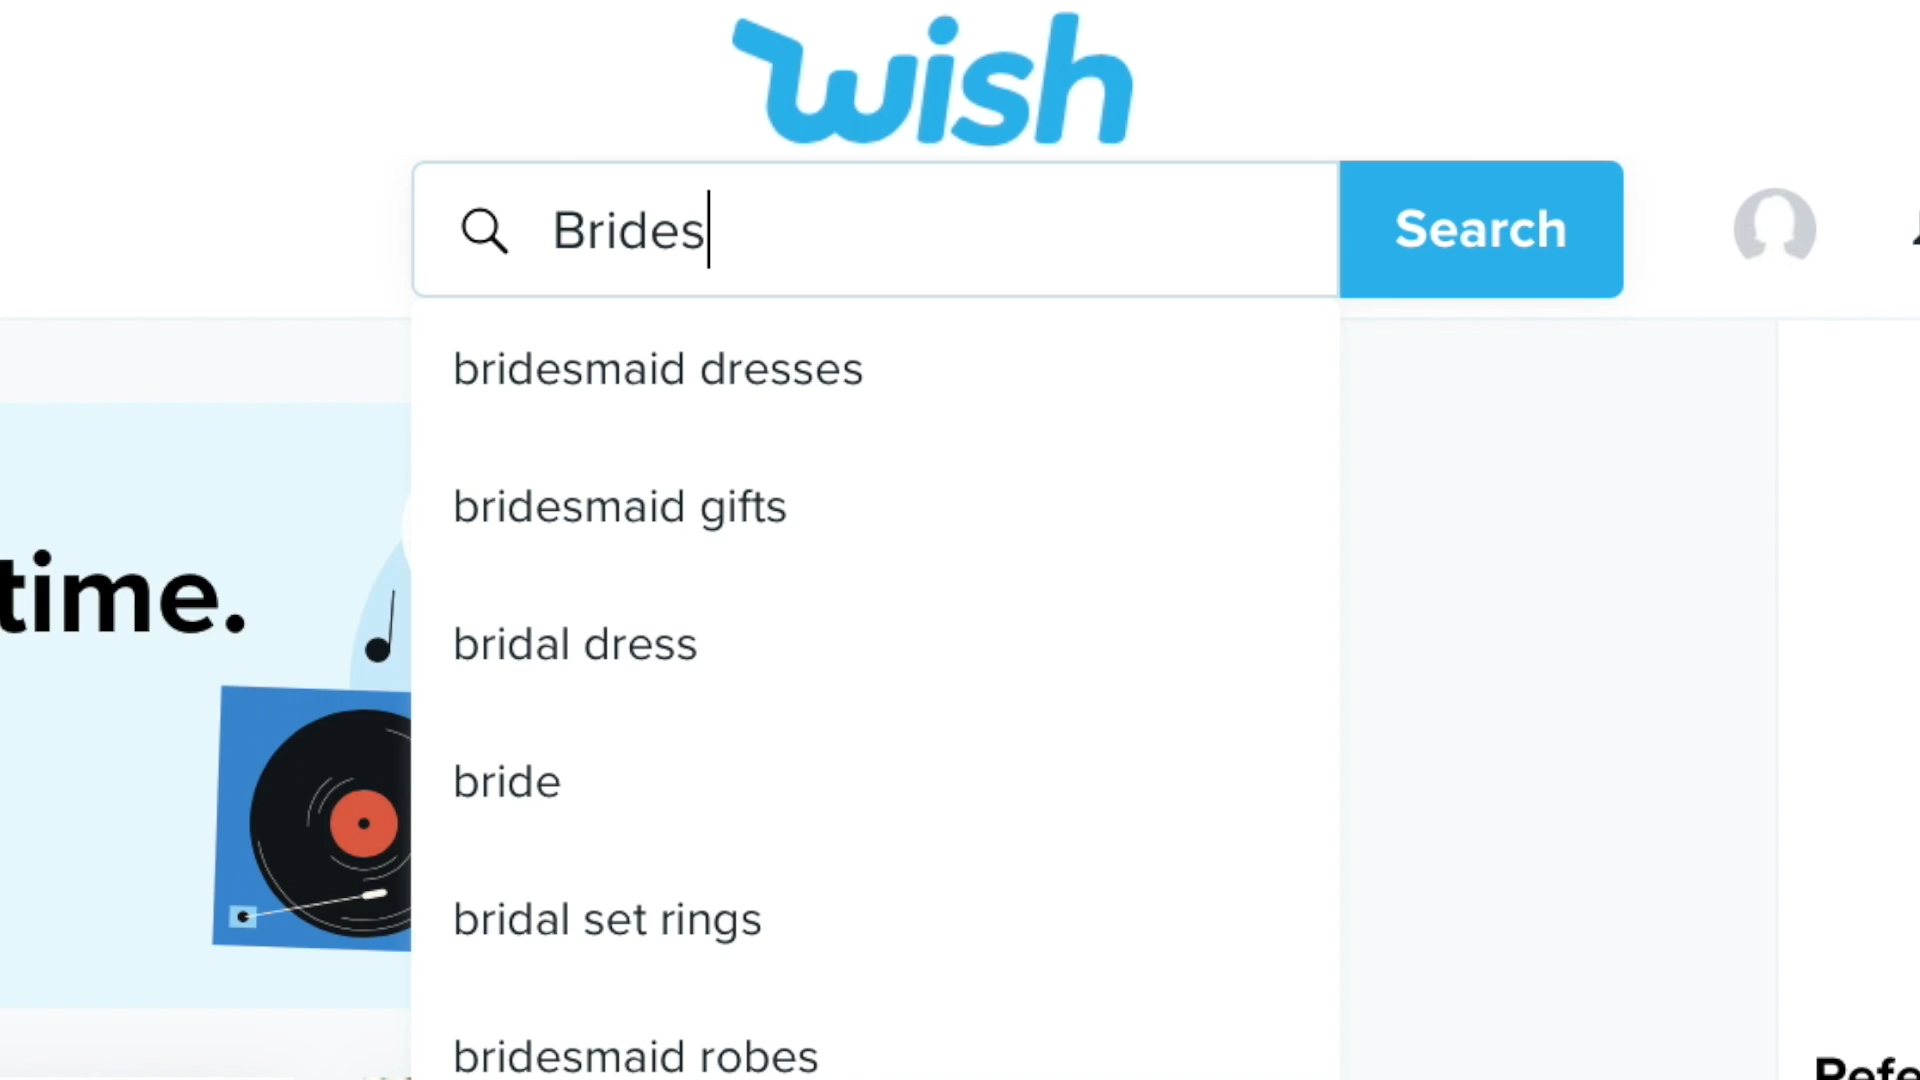 wish
Brides
Search
bridesmaid dresses
bridesmaid gifts
bridal dress
time.
bride
bridal set rings
bridesmaid robes